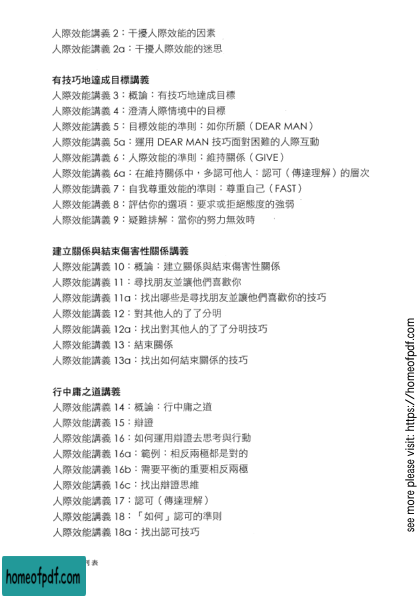 人際效能講義 2：干擾人際效能的因素
人際效能講義 2a：干擾人際效能的迷思
有技巧地達成目標講義
人際效能講義 3：概論：有技巧地達成目標
人際效能講義 4：澄清人際情境中的目標
人際效能講義 5：目標效能的準則：如你所願（DEAR MAN）
人際效能講義 5a：運用 DEAR MAN 技巧面對困難的人際互動
人際效能講義 6：人際效能的準則：維持關係（GIVE）
人際效能講義 6a：在維持關係中，多認可他人：認可（傳達理解）的層次
人際效能講義 7：自我尊重效能的準則：尊重自己（FAST）
人際效能講義 8：評估你的選項：要求或拒絕態度的強弱
人際效能講義 9：疑難排解：當你的努力無效時
建立關係與結束傷害性關係講義
人際效能講義 10：概論：建立關係與結束傷害性關係
人際效能講義 11：尋找朋友並讓他們喜歡你
人際效能講義 11a：找出哪些是尋找朋友並讓他們喜歡你的技巧
人際效能講義 12：對其他人的了了分明
人際效能講義 12a：找出對其他人的了了分明技巧
人際效能講義 13：結束關係
人際效能講義 13a：找出如何結束關係的技巧
行中庸之道講義
人際效能講義 14：概論：行中庸之道
人際效能講義 15：辯證
人際效能講義 16：如何運用辯證去思考與行動
人際效能講義 16a：範例：相反兩極都是對的
人際效能講義 16b：需要平衡的重要相反兩極
人際效能講義 16c：找出辯證思維
人際效能講義 17：認可（傳達理解）
人際效能講義 18：「如何」認可的準則
人際效能講義 18a：找出認可技巧
列表
homeofpdf.com
see more please visit: https://homeofpdf.com